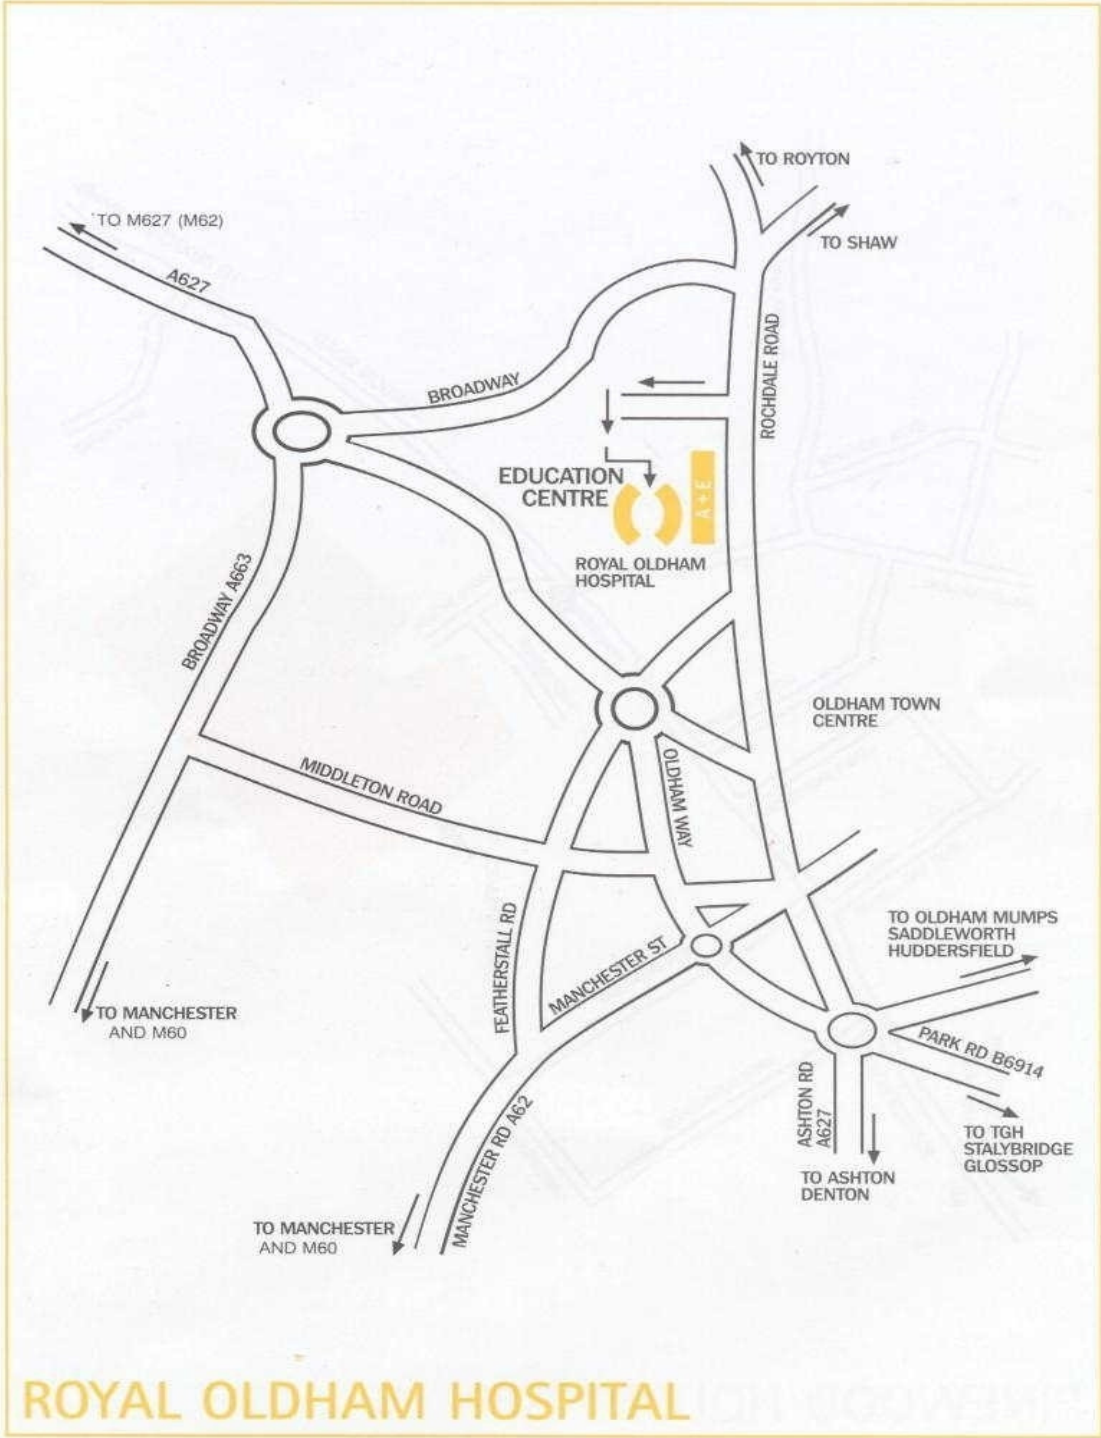 TO ROYTON
'TO M627 (M62)
TO SHAW
A627
ROCHDALE ROAD
BROADWAY
EDUCATION
CENTRE
A + E
ROYAL OLDHAM
HOSPITAL
BROADWAY A663
OLDHAM TOWN
CENTRE
MIDDLETON ROAD
OLDHAM WAY
FEATHERSTALL RD
MANCHESTER ST
TO OLDHAM MUMPS
SADDLEWORTH
HUDDERSFIELD
TO MANCHESTER
AND M60
PARK RD B6914
ASHTON RD
A627
MANCHESTER RD A62
TO TGH
STALYBRIDGE
GLOSSOP
TO ASHTON
DENTON
TO MANCHESTER
AND M60
ROYAL OLDHAM HOSPITAL